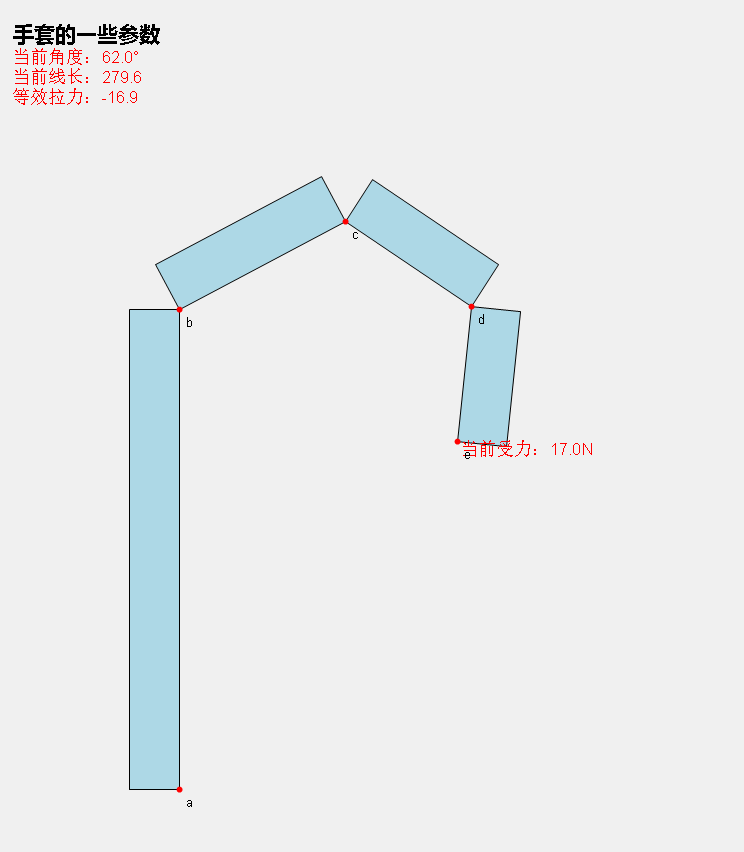 手套的一些参数
当前角度：62.0°
当前线长：279.6
等效拉力：-16.9
c
b
d
当前受力：17.0N
e
a